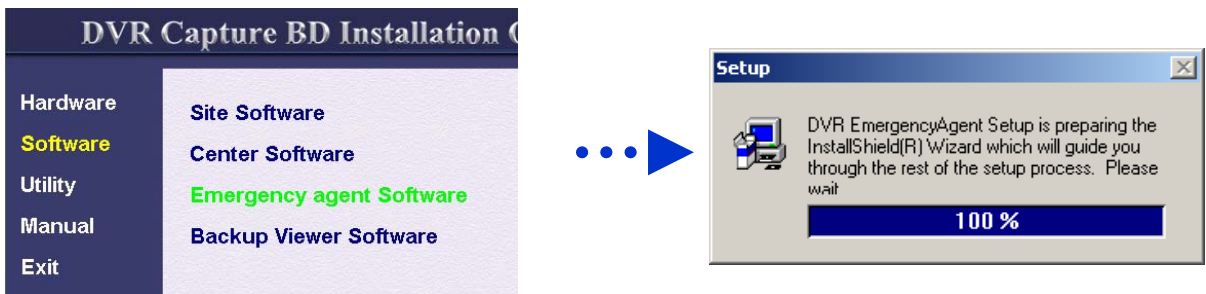 DVR Capture BD Installation
Hardware
Software
Utility
Manual
Exit
Site Software
Center Software
Emergency agent Software
Backup Viewer Software
Setup
DVR EmergencyAgent Setup is preparing the
InstallShield(R) Wizard which will guide you
through the rest of the setup process. Please
wait
100 %